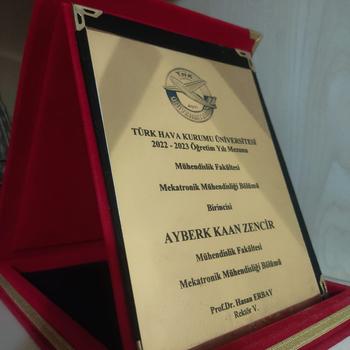 THK
TÜRK HAVA KURUMU ÜNİVERSİTESİ
2022 - 2023 Öğretim Yılı Mezunu
Mühendislik Fakültesi
Mekatronik Mühendisliği Bölümü
Birincisi
AYBERK KAAN ZENCİR
Mühendislik Fakültesi
Mekatronik Mühendisliği Bölümü
Prof.Dr. Hasan ERBAY
Rektör V.